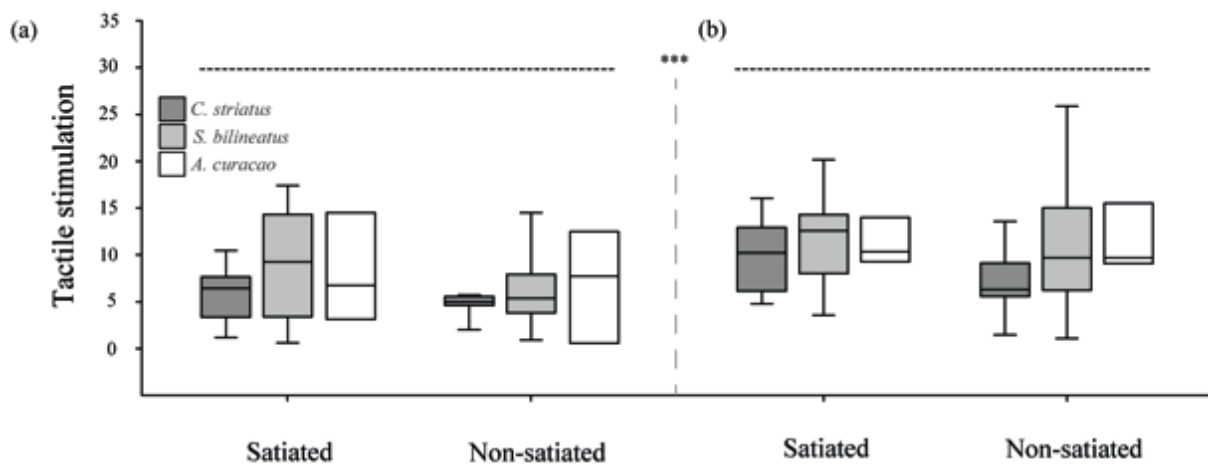 (a)
(b)
35
30
25
20
15
10
5
0
Tactile stimulation
***
C. striatus
S. bilineatus
A. curacao
Satiated Non-satiated Satiated Non-satiated